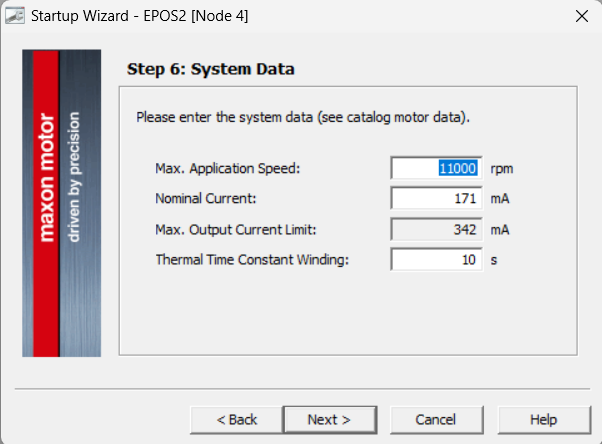 Startup Wizard - EPOS2 [Node 4]
maxon motor
driven by precision
Step 6: System Data
Please enter the system data (see catalog motor data).
Max. Application Speed: 11000 rpm
Nominal Current: 171 mA
Max. Output Current Limit: 342 mA
Thermal Time Constant Winding: 10 s
< Back Next > Cancel Help